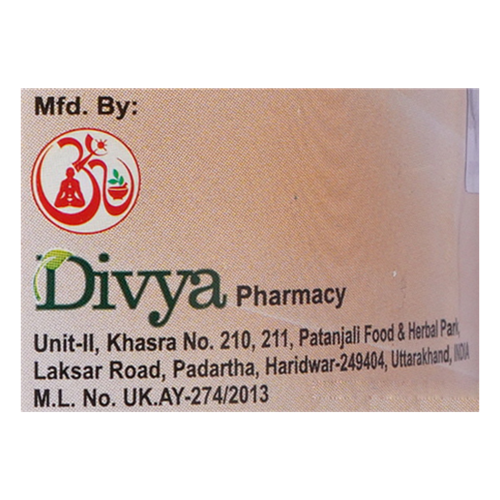 Mfd. By:
Divya Pharmacy
Unit-II, Khasra No. 210, 211, Patanjali Food & Herbal Park,
Laksar Road, Padartha, Haridwar-249404, Uttarakhand, INDIA
M.L. No. UK.AY-274/2013